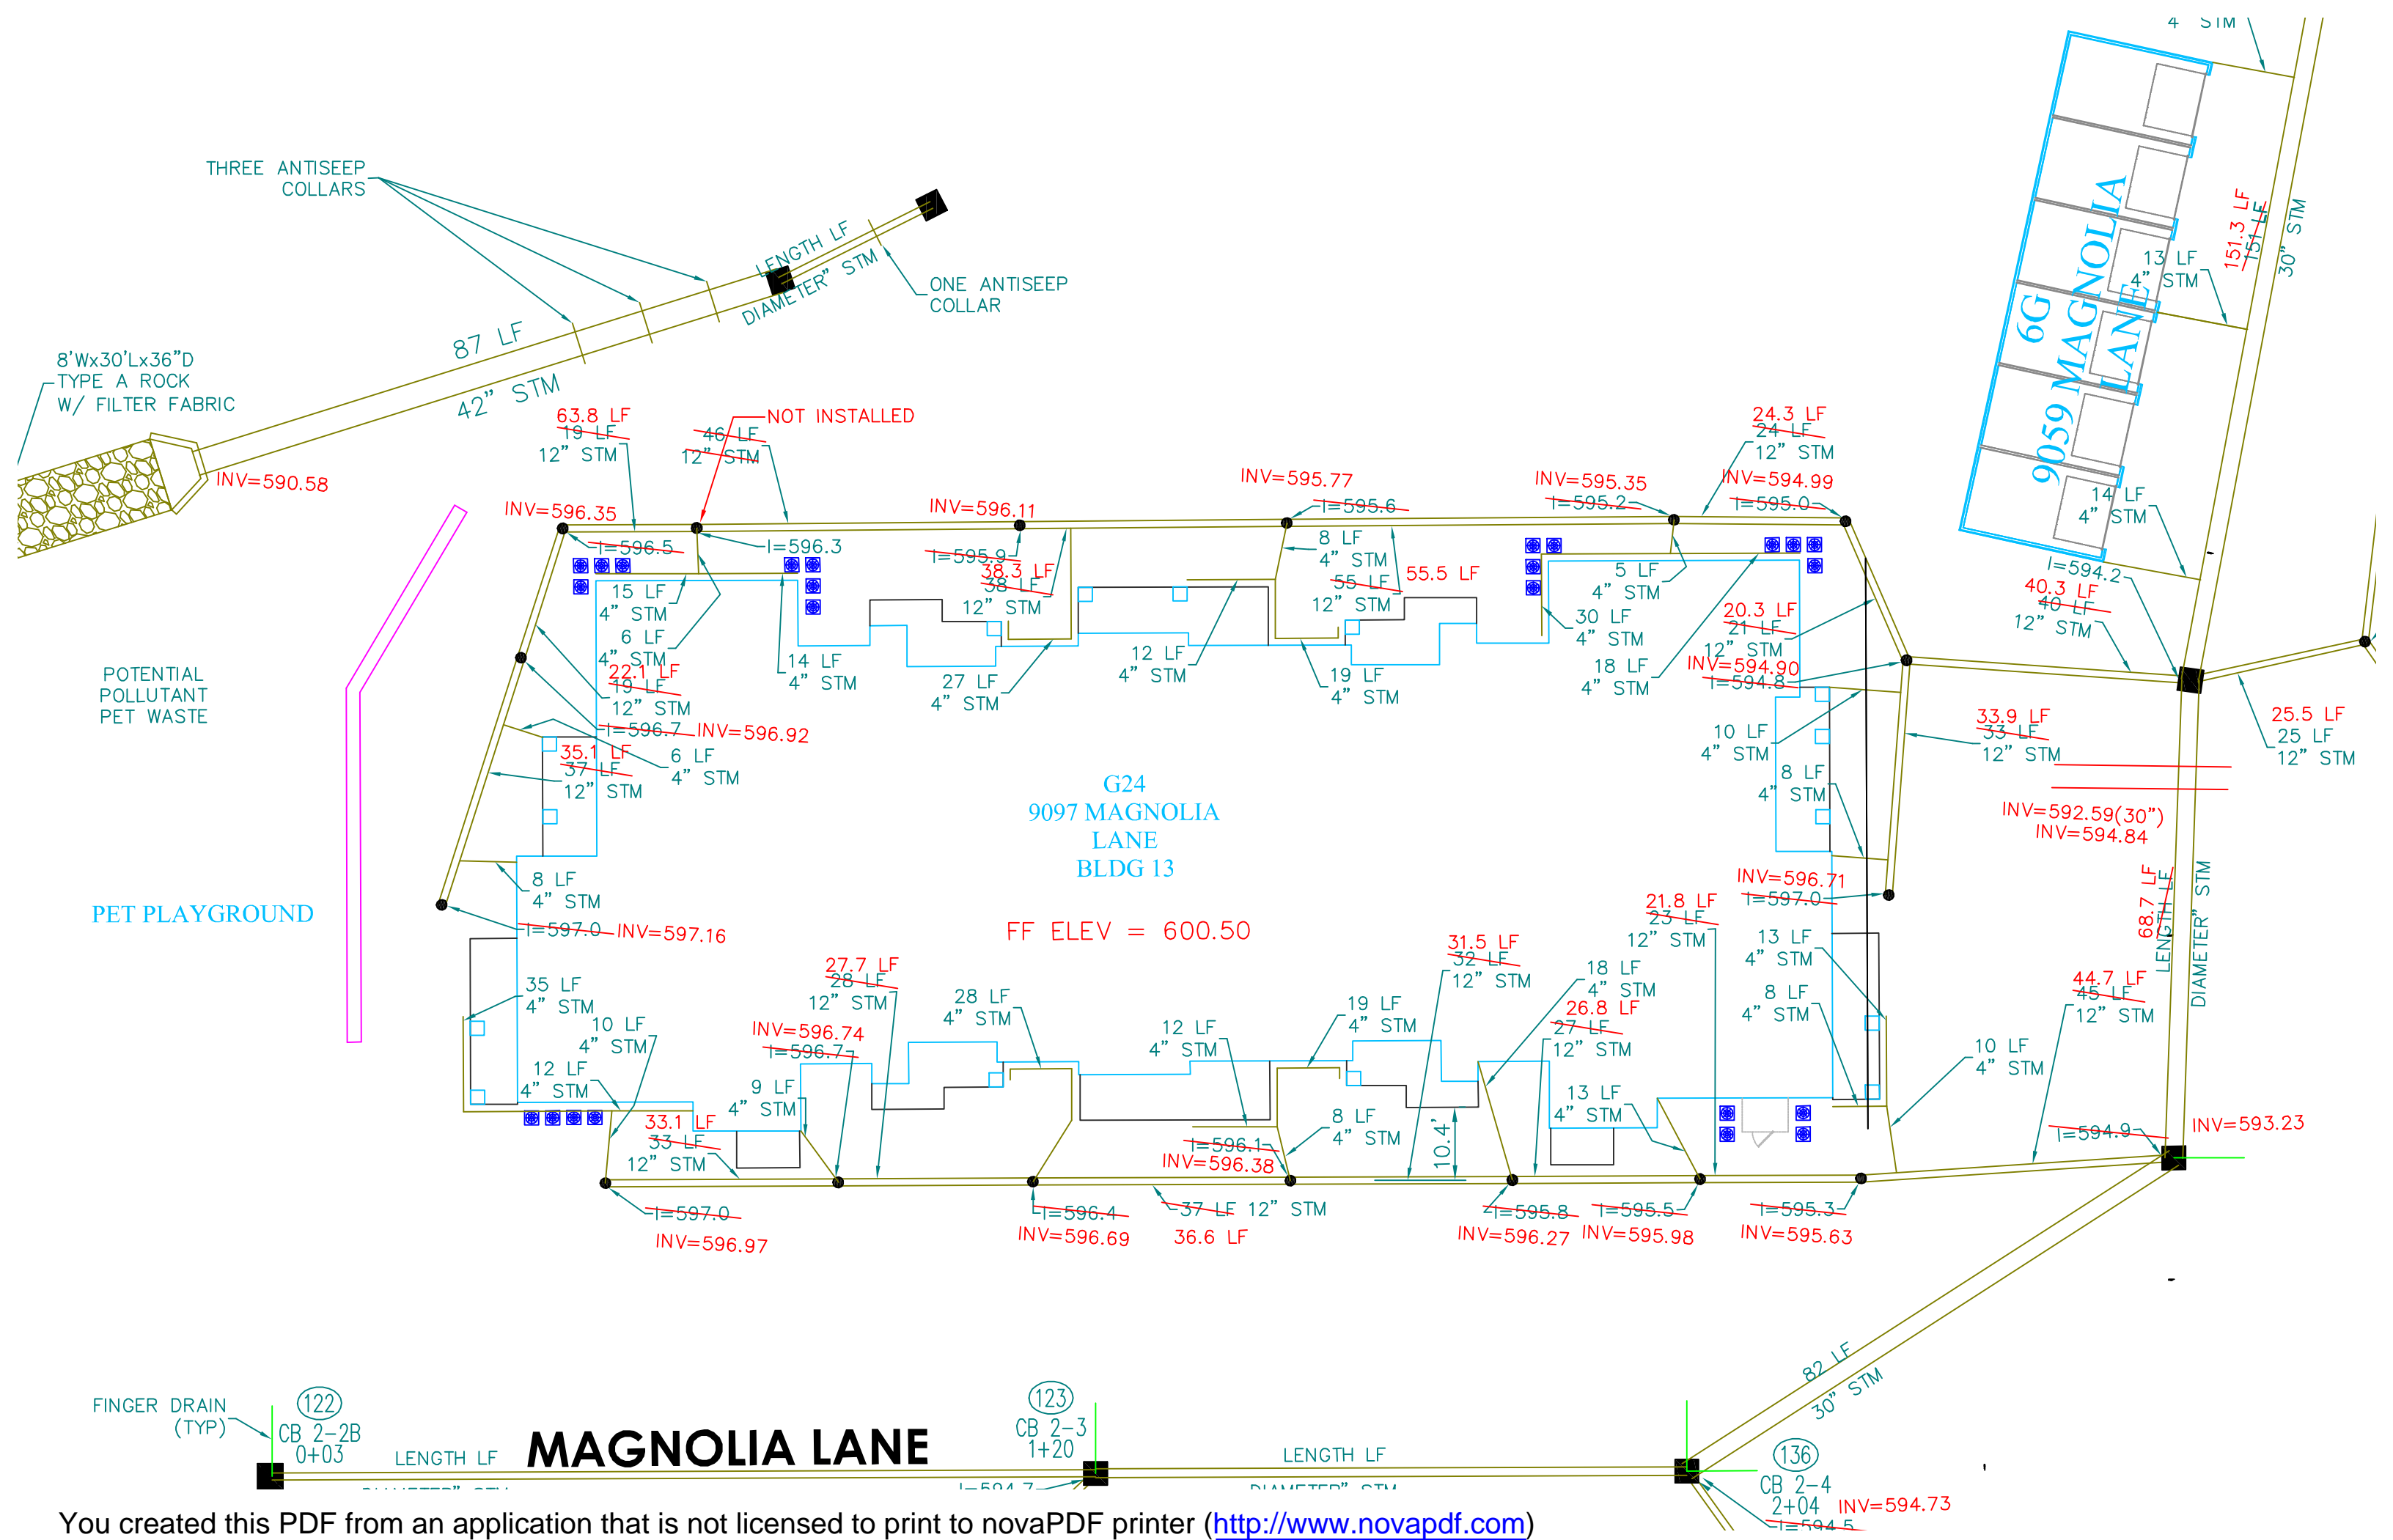 4" STM
THREE ANTISEEP
COLLARS
LENGTH LF
DIAMETER" STM
ONE ANTISEEP
COLLAR
87 LF
42" STM
8'Wx30'Lx36"D
TYPE A ROCK
W/ FILTER FABRIC
INV=590.58
6G
9059 MAGNOLIA
LANE
151.3 LF
151 LF
30" STM
13 LF
4" STM
14 LF
4" STM
I=594.2
40.3 LF
40 LF
12" STM
63.8 LF
19 LF
12" STM
NOT INSTALLED
46 LF
12" STM
24.3 LF
24 LF
12" STM
INV=596.35
I=596.5
I=596.3
INV=596.11
I=595.9
38.3 LF
38 LF
12" STM
INV=595.77
I=595.6
8 LF
4" STM
55 LF
12" STM
55.5 LF
INV=595.35
I=595.2
INV=594.99
I=595.0
5 LF
4" STM
30 LF
4" STM
20.3 LF
21 LF
12" STM
18 LF
4" STM
INV=594.90
I=594.8
15 LF
4" STM
6 LF
4" STM
22.1 LF
19 LF
12" STM
14 LF
4" STM
27 LF
4" STM
12 LF
4" STM
19 LF
4" STM
POTENTIAL
POLLUTANT
PET WASTE
I=596.7
INV=596.92
35.1 LF
37 LF
12" STM
6 LF
4" STM
10 LF
4" STM
8 LF
4" STM
33.9 LF
33 LF
12" STM
25.5 LF
25 LF
12" STM
INV=592.59(30")
INV=594.84
G24
9097 MAGNOLIA
LANE
BLDG 13
FF ELEV = 600.50
PET PLAYGROUND
8 LF
4" STM
I=597.0
INV=597.16
INV=596.71
I=597.0
68.7 LF
LENGTH LF
DIAMETER" STM
21.8 LF
23 LF
12" STM
31.5 LF
32 LF
12" STM
18 LF
4" STM
13 LF
4" STM
8 LF
4" STM
44.7 LF
45 LF
12" STM
35 LF
4" STM
27.7 LF
28 LF
12" STM
28 LF
4" STM
19 LF
4" STM
26.8 LF
27 LF
12" STM
10 LF
4" STM
INV=596.74
I=596.7
12 LF
4" STM
10 LF
4" STM
12 LF
4" STM
9 LF
4" STM
13 LF
4" STM
33.1 LF
33 LF
12" STM
8 LF
4" STM
10.4'
I=596.1
INV=596.38
I=594.9
INV=593.23
I=597.0
INV=596.97
I=596.4
INV=596.69
37 LF 12" STM
36.6 LF
I=595.8
INV=596.27
I=595.5
INV=595.98
I=595.3
INV=595.63
82 LF
30" STM
FINGER DRAIN
(TYP)
122
CB 2-2B
0+03
LENGTH LF
DIAMETER" STM
MAGNOLIA LANE
123
CB 2-3
1+20
I=594.7
LENGTH LF
DIAMETER" STM
136
CB 2-4
2+04
INV=594.73
I=594.5
You created this PDF from an application that is not licensed to print to novaPDF printer (http://www.novapdf.com)